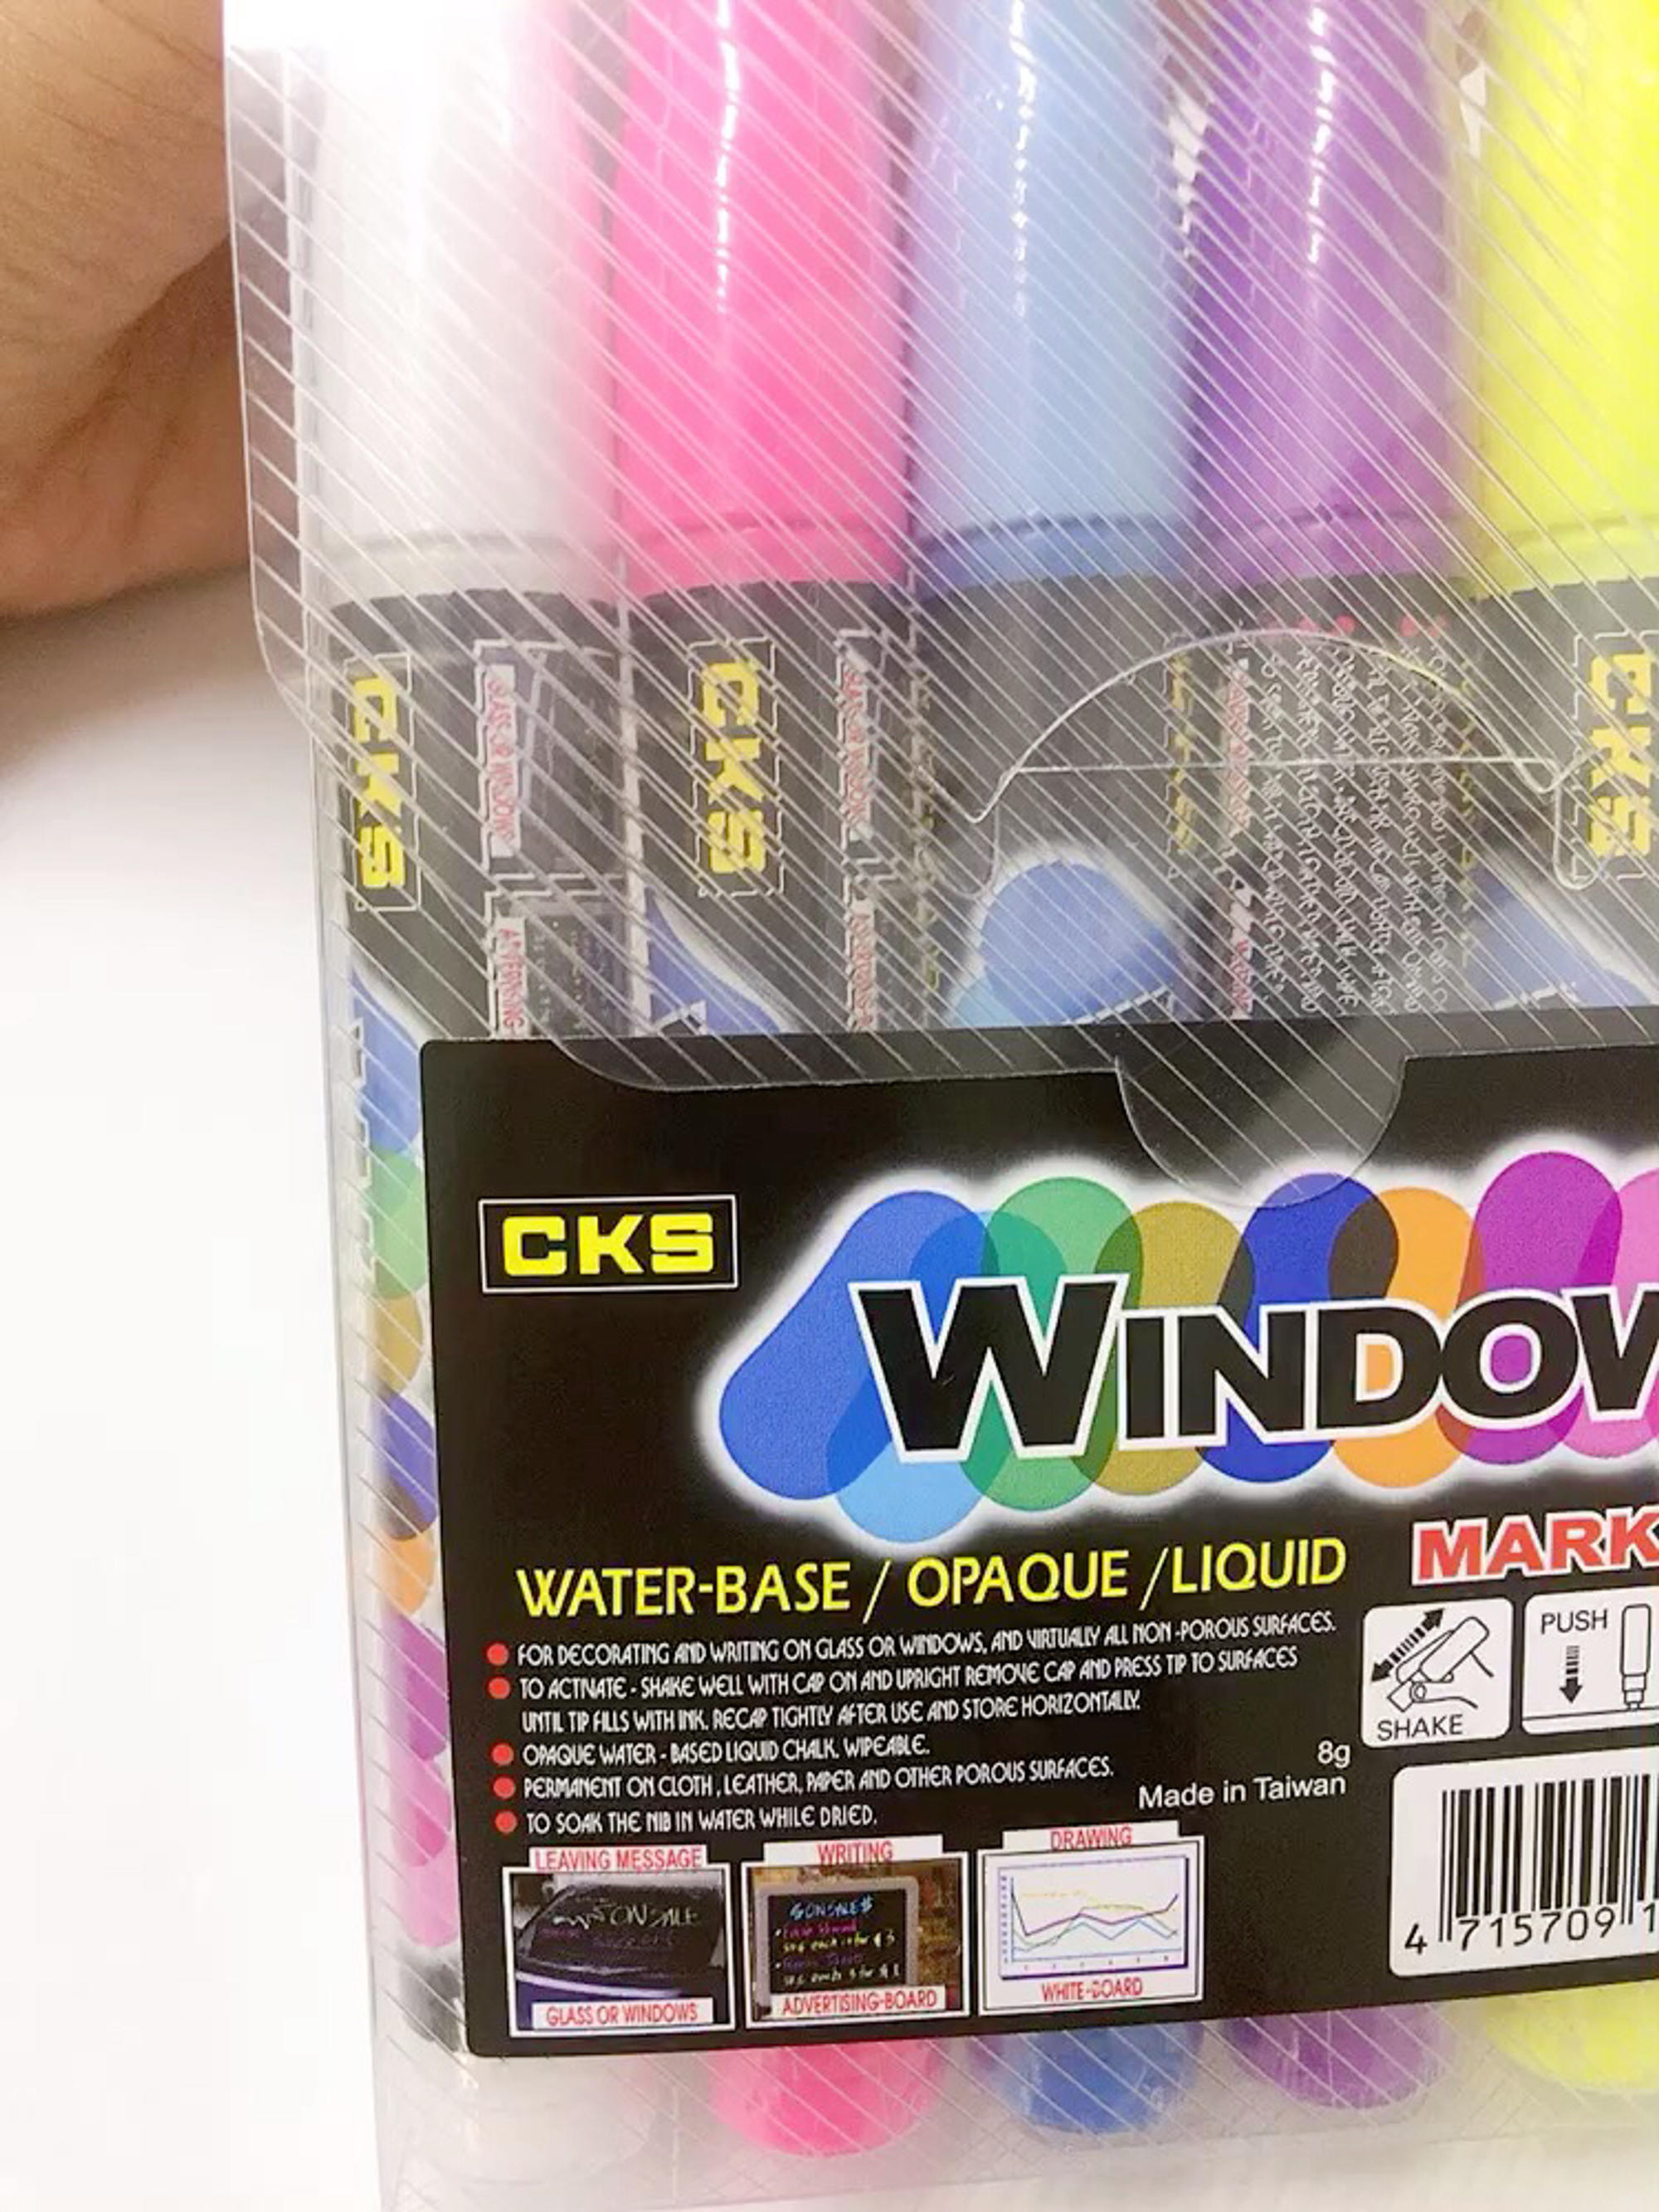 CKS
CKS
CKS
CKS
WINDOW
MARK
WATER-BASE / OPAQUE /LIQUID
FOR DECORATING AND WRITING ON GLASS OR WINDOWS, AND VIRTUALLY ALL NON -POROUS SURFACES.
TO ACTIVATE - SHAKE WELL WITH CAP ON AND UPRIGHT REMOVE CAP AND PRESS TIP TO SURFACES
UNTIL TIP FILLS WITH INK. RECAP TIGHTLY AFTER USE AND STORE HORIZONTALLY.
OPAQUE WATER - BASED LIQUID CHALK. WIPEABLE.
PERMANENT ON CLOTH , LEATHER, PAPER AND OTHER POROUS SURFACES.
TO SOAK THE NIB IN WATER WHILE DRIED.
SHAKE
PUSH
8g
Made in Taiwan
4 715709 1
LEAVING MESSAGE
WRITING
DRAWING
ON SALE
GLASS OR WINDOWS
ADVERTISING-BOARD
WHITE-BOARD